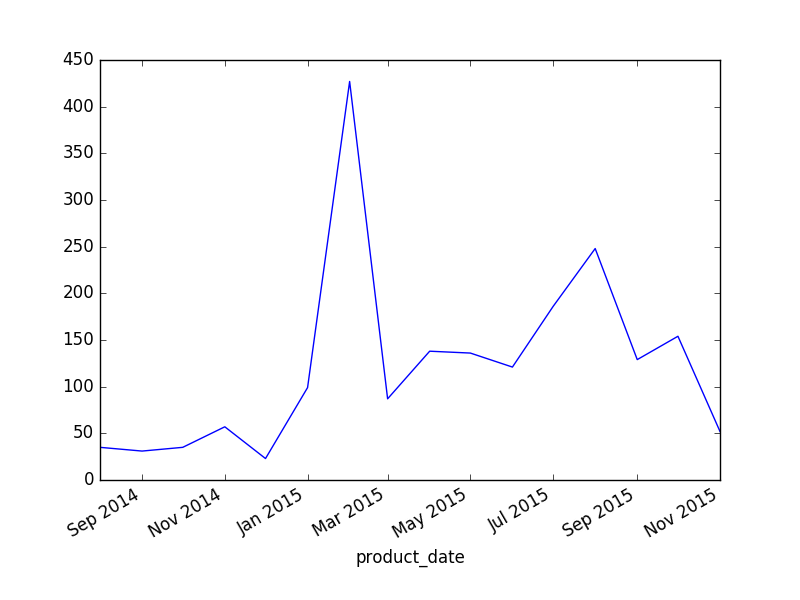 450
400
350
300
250
200
150
100
50
0
Sep 2014
Nov 2014
Jan 2015
Mar 2015
May 2015
Jul 2015
Sep 2015
Nov 2015
product_date